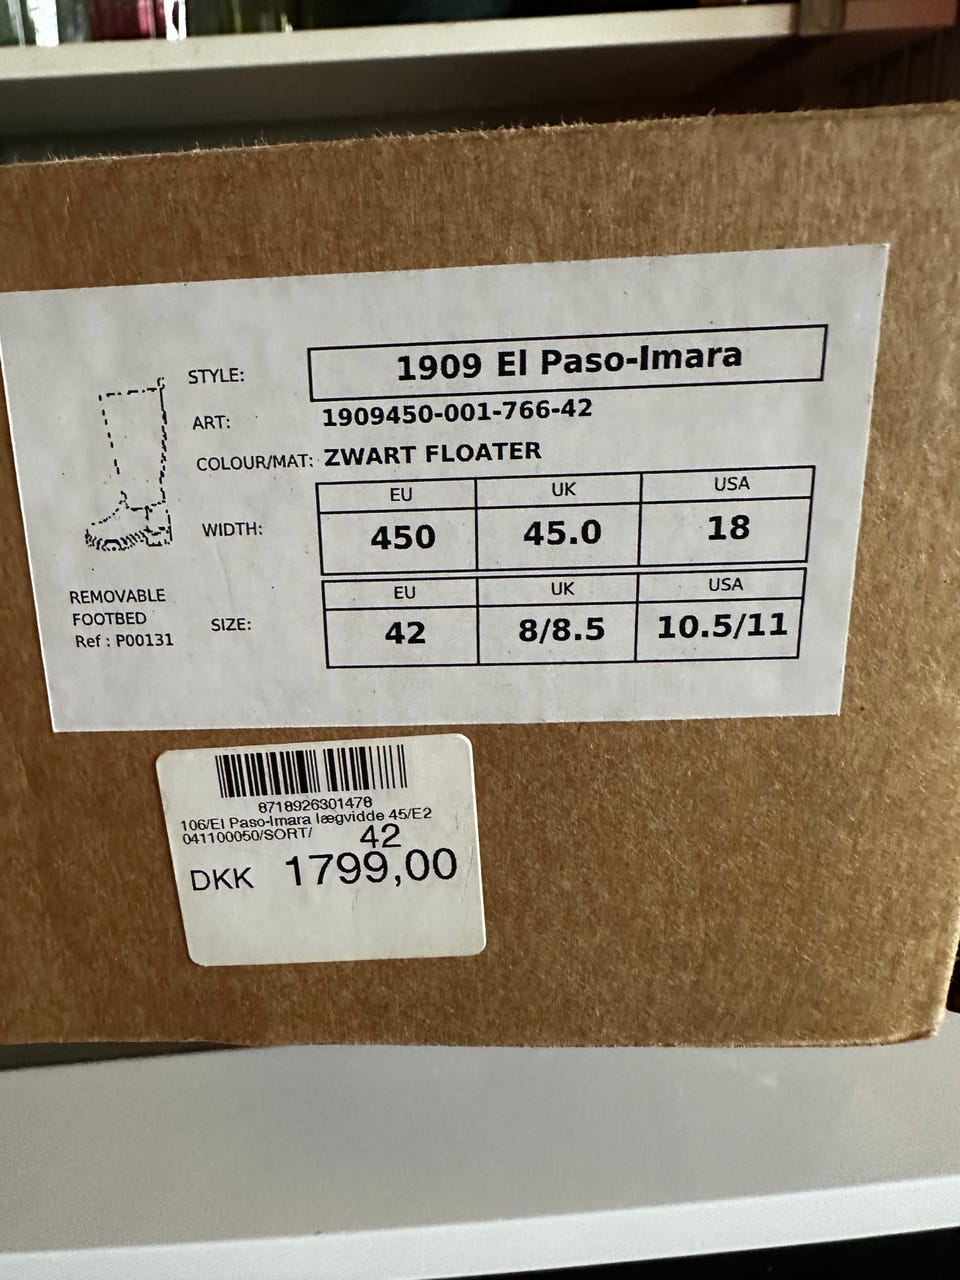 STYLE: 1909 El Paso-Imara
ART: 1909450-001-766-42
COLOUR/MAT: ZWART FLOATER
EU UK USA
WIDTH: 450 45.0 18
EU UK USA
SIZE: 42 8/8.5 10.5/11
REMOVABLE
FOOTBED
Ref : P00131
8718926301478
106/El Paso-Imara lægvidde 45/E2
041100050/SORT/ 42
DKK 1799,00